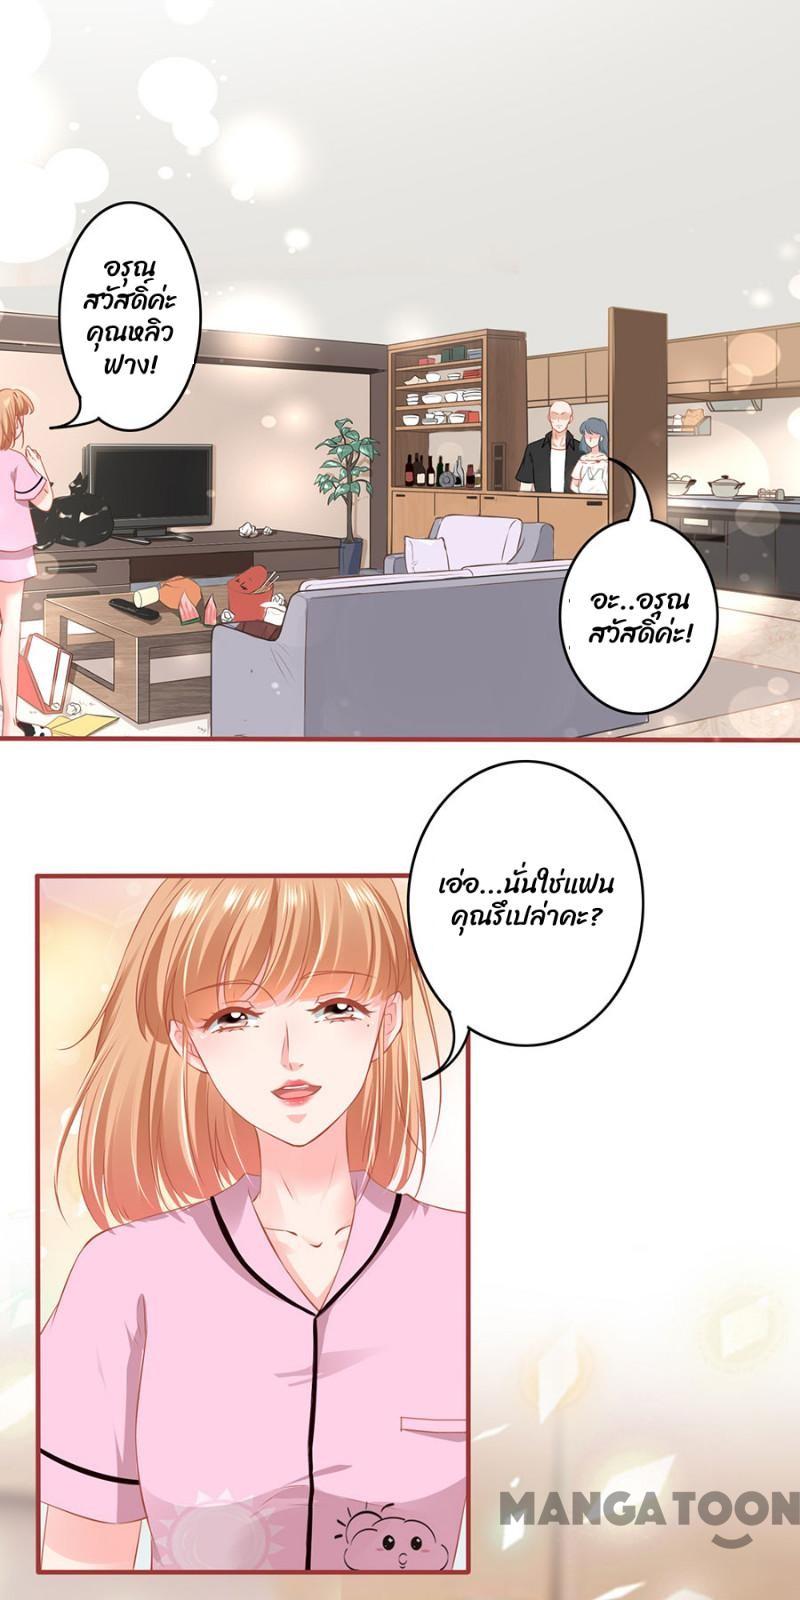 อรุณ
สวัสดิ์ค่ะ
คุณหลิว
ฟาง!
อะ..อรุณ
สวัสดิ์ค่ะ!
เอ่อ...นั่นใช่แฟน
คุณรึเปล่าคะ?
MANGATOON